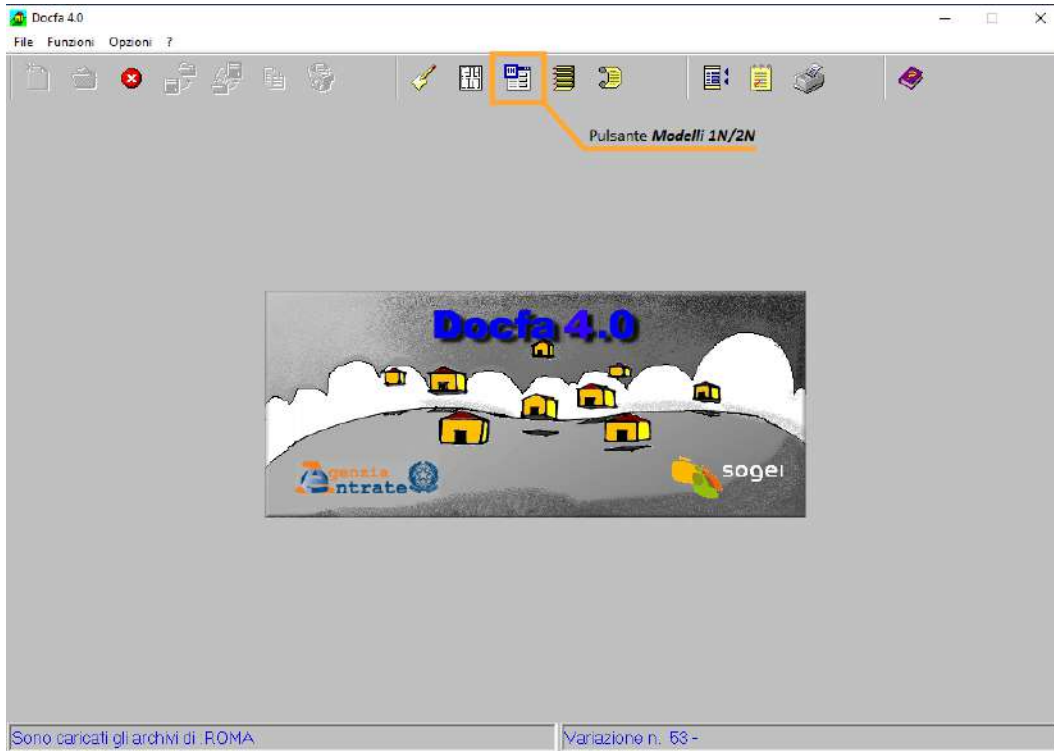 Docfa 4.0
File Funzioni Opzioni ?
Pulsante Modelli 1N/2N
Docfa 4.0
Agenzia
Entrate
sogei
Sono caricati gli archivi di :ROMA
Variazione n. 53 -